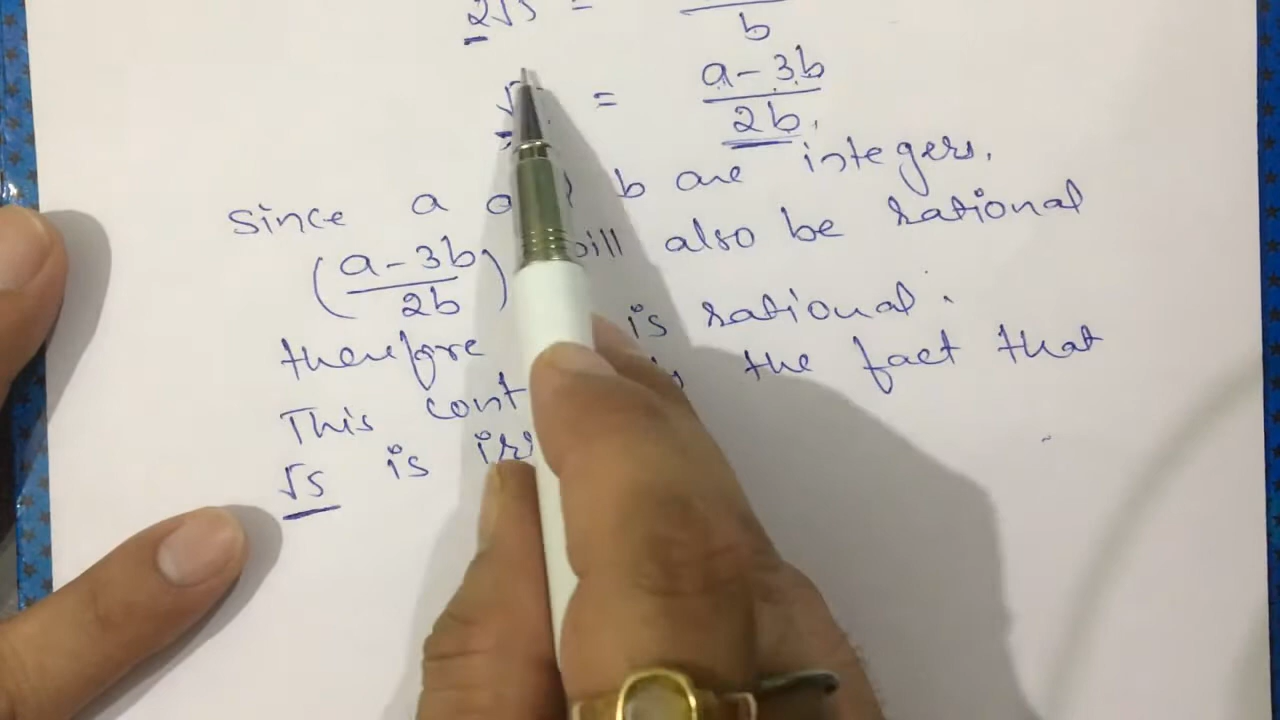 2√5 =
b
= a - 3b / 2b
Since a b are integers.
(a - 3b / 2b) will also be rational
therefore is rational.
This the fact that
√5 is